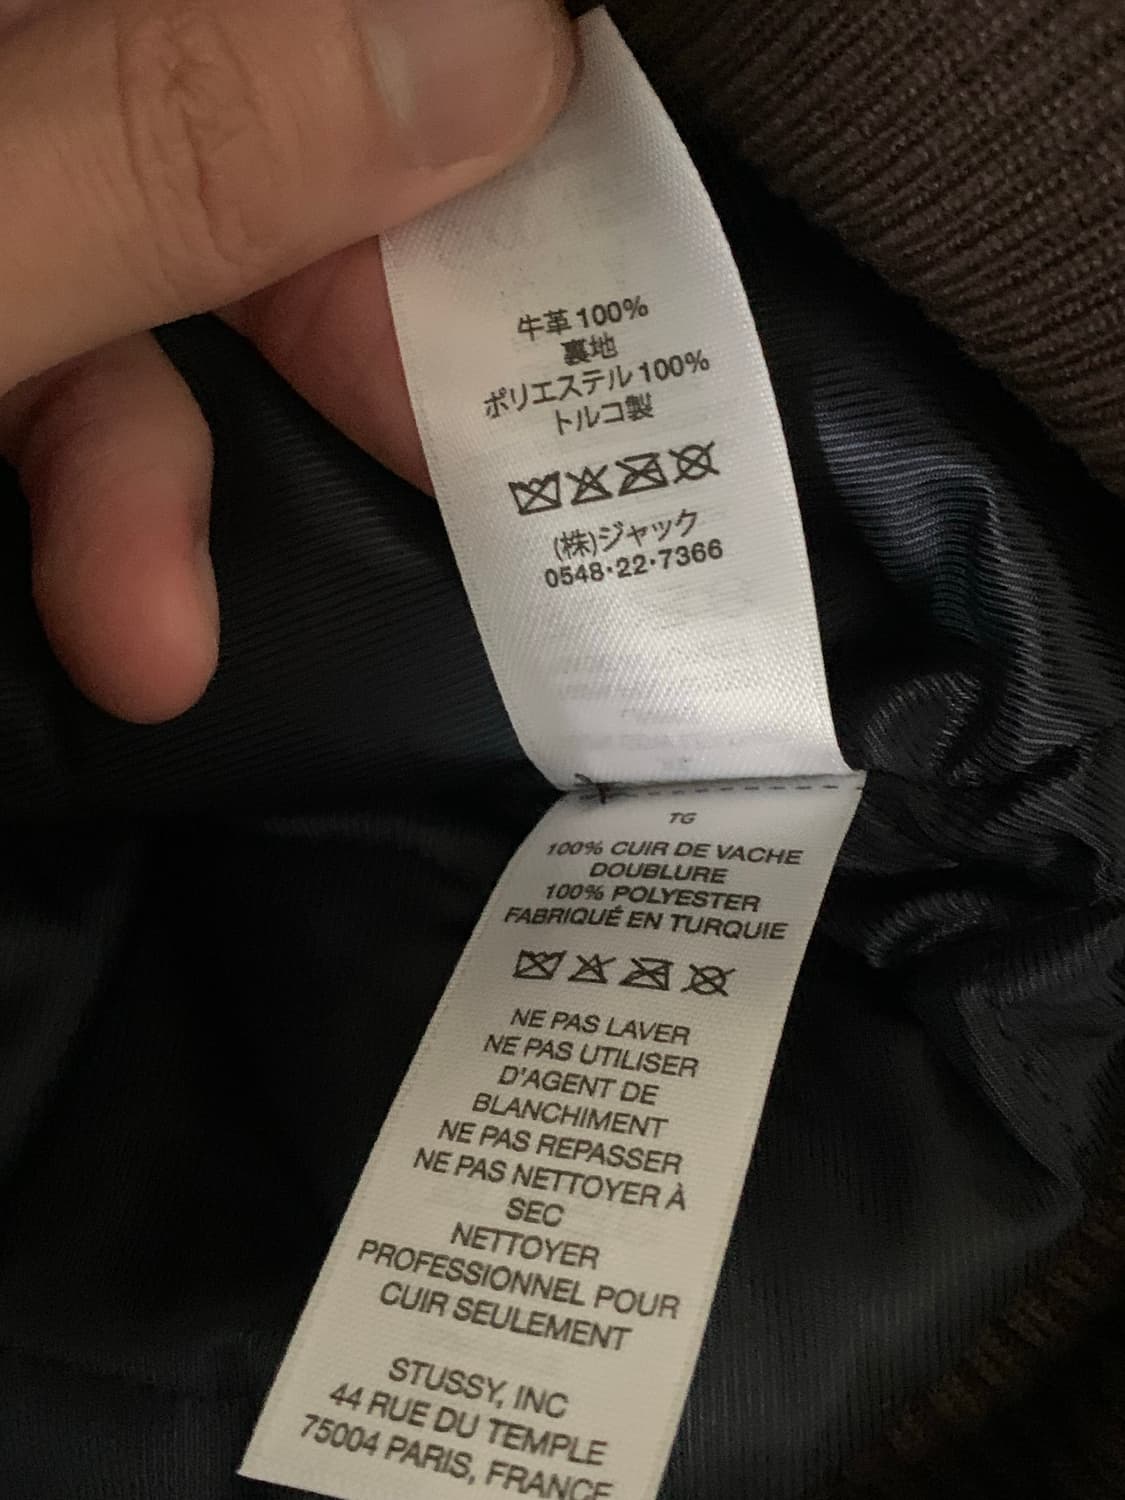 牛革100%
裏地
ポリエステル100%
トルコ製
(株)ジャック
0548·22·7366
TG
100% CUIR DE VACHE
DOUBLURE
100% POLYESTER
FABRIQUÉ EN TURQUIE
NE PAS LAVER
NE PAS UTILISER
D'AGENT DE
BLANCHIMENT
NE PAS REPASSER
NE PAS NETTOYER À
SEC
NETTOYER
PROFESSIONNEL POUR
CUIR SEULEMENT
STUSSY, INC
44 RUE DU TEMPLE
75004 PARIS, FRANCE